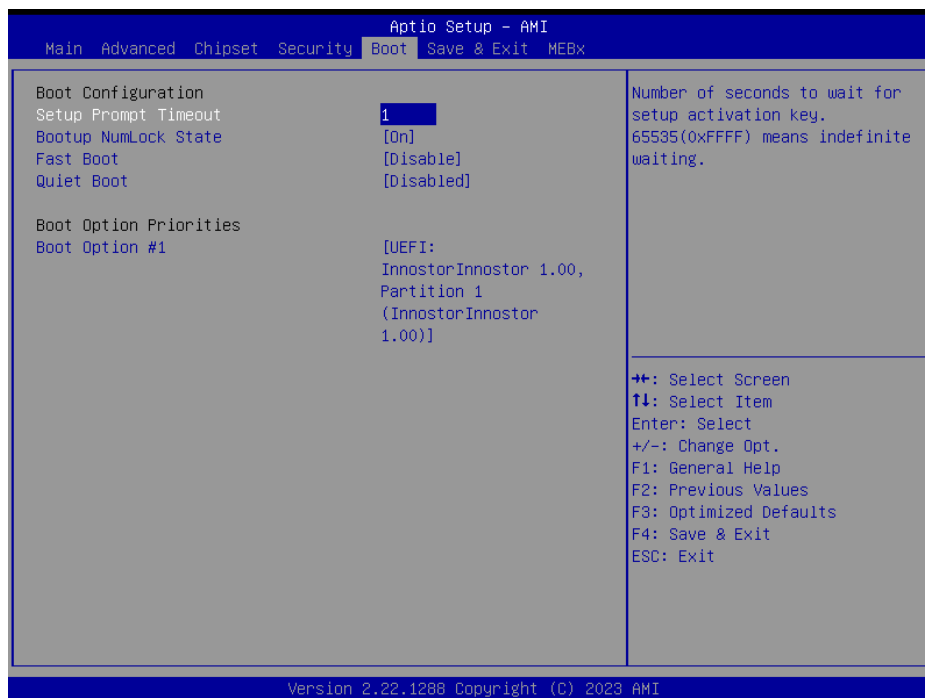 Aptio Setup – AMI
Main Advanced Chipset Security Boot Save & Exit MEBx
Boot Configuration
Setup Prompt Timeout 1
Bootup NumLock State [On]
Fast Boot [Disable]
Quiet Boot [Disabled]
Boot Option Priorities
Boot Option #1 [UEFI:
InnostorInnostor 1.00,
Partition 1
(InnostorInnostor
1.00)]
Number of seconds to wait for
setup activation key.
65535(0xFFFF) means indefinite
waiting.
→←: Select Screen
↑↓: Select Item
Enter: Select
+/-: Change Opt.
F1: General Help
F2: Previous Values
F3: Optimized Defaults
F4: Save & Exit
ESC: Exit
Version 2.22.1288 Copyright (C) 2023 AMI